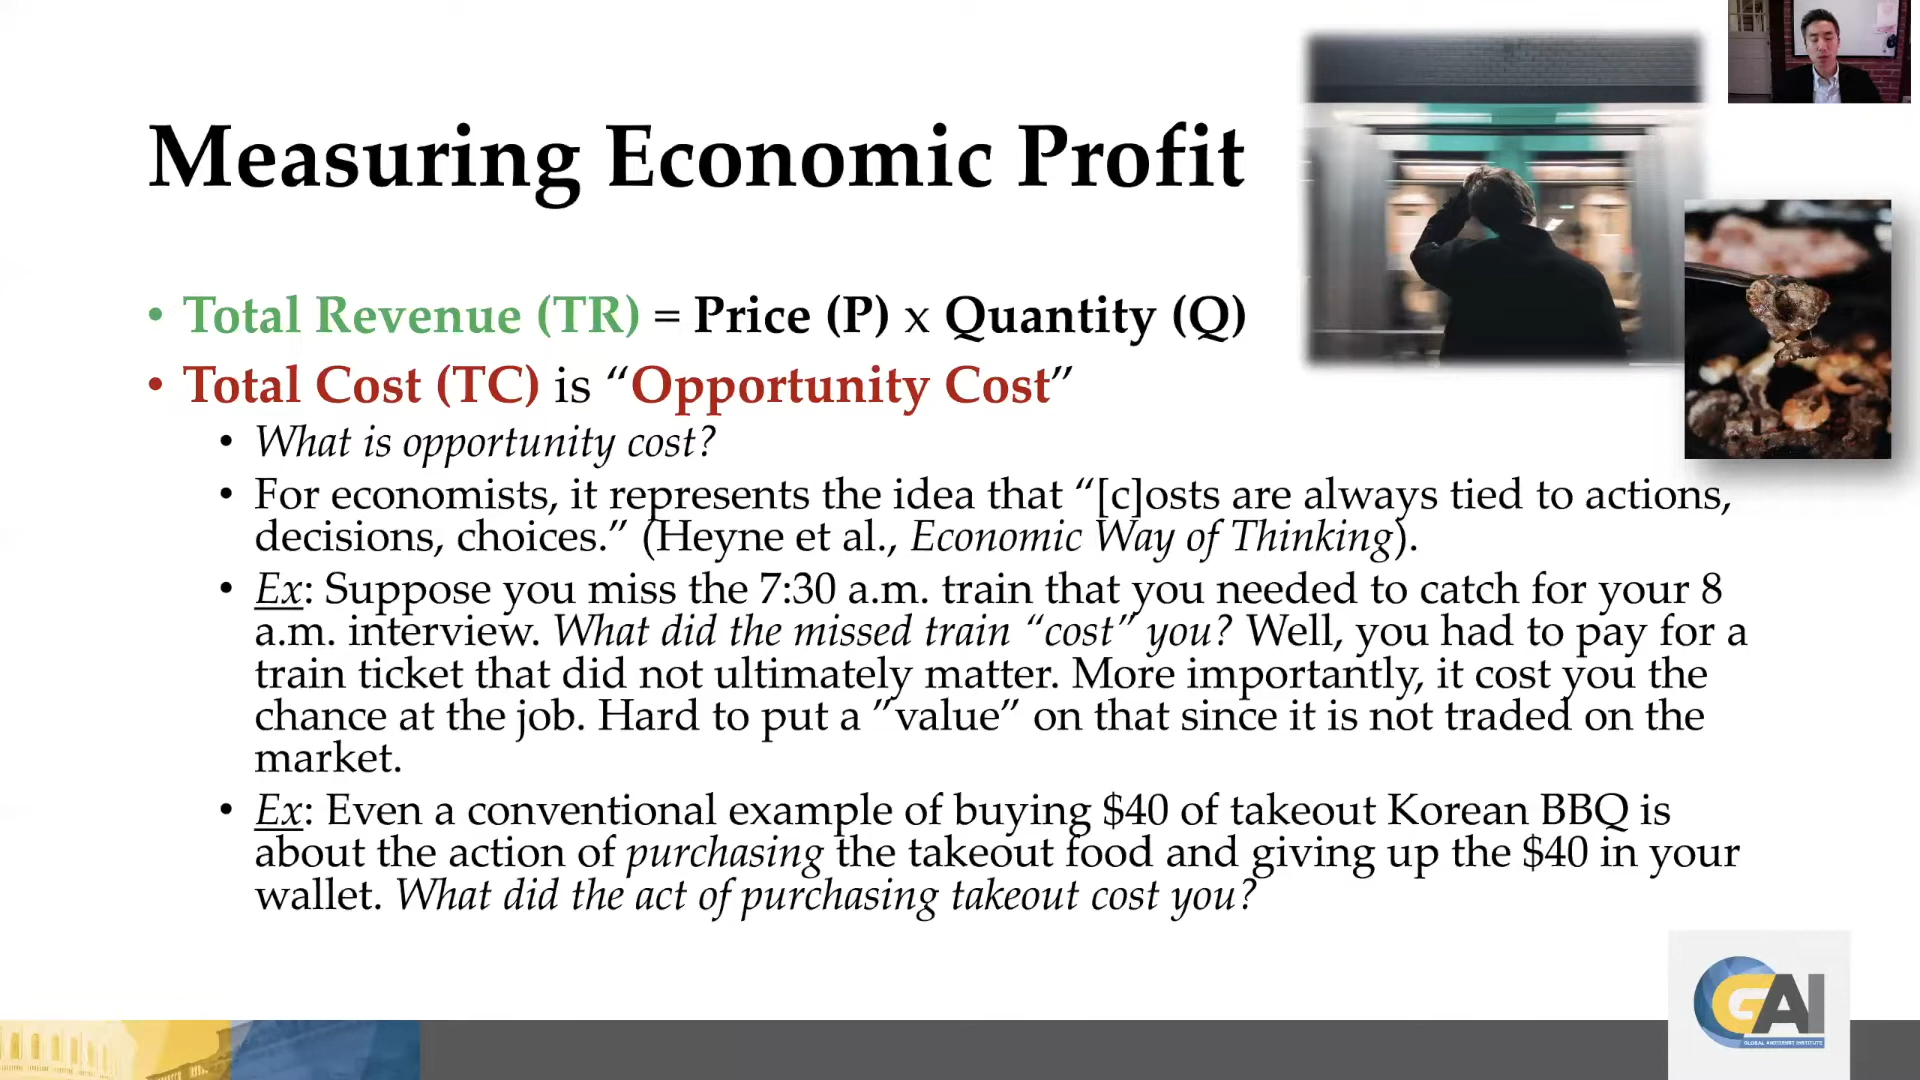 Measuring Economic Profit
• Total Revenue (TR) = Price (P) x Quantity (Q)
• Total Cost (TC) is “Opportunity Cost”
• What is opportunity cost?
• For economists, it represents the idea that “[c]osts are always tied to actions,
decisions, choices.” (Heyne et al., Economic Way of Thinking).
• Ex: Suppose you miss the 7:30 a.m. train that you needed to catch for your 8
a.m. interview. What did the missed train “cost” you? Well, you had to pay for a
train ticket that did not ultimately matter. More importantly, it cost you the
chance at the job. Hard to put a ”value” on that since it is not traded on the
market.
• Ex: Even a conventional example of buying $40 of takeout Korean BBQ is
about the action of purchasing the takeout food and giving up the $40 in your
wallet. What did the act of purchasing takeout cost you?
GAI
GLOBAL ANTITRUST INSTITUTE